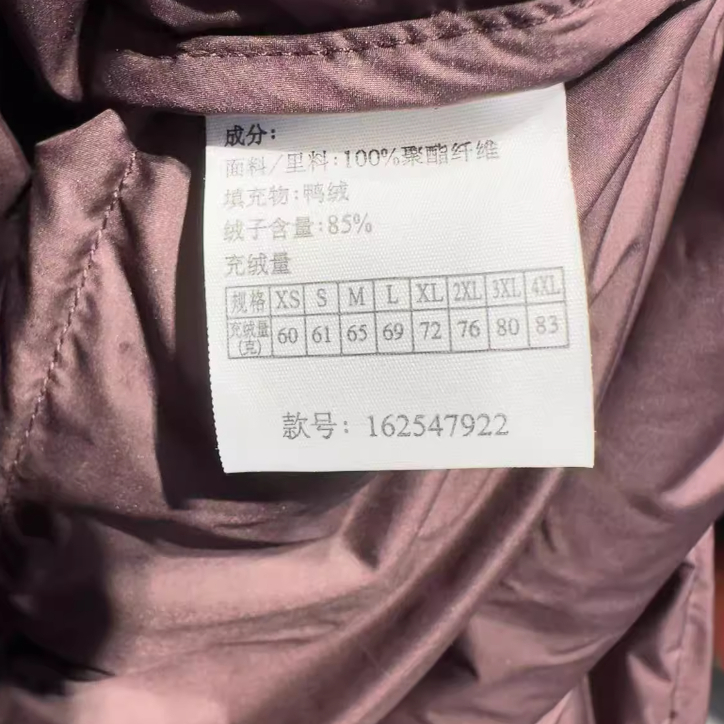 成分:
面料/里料:100%聚酯纤维
填充物:鸭绒
绒子含量:85%
充绒量
规格 XS S M L XL 2XL 3XL 4XL
充绒量(克) 60 61 65 69 72 76 80 83
款号: 162547922